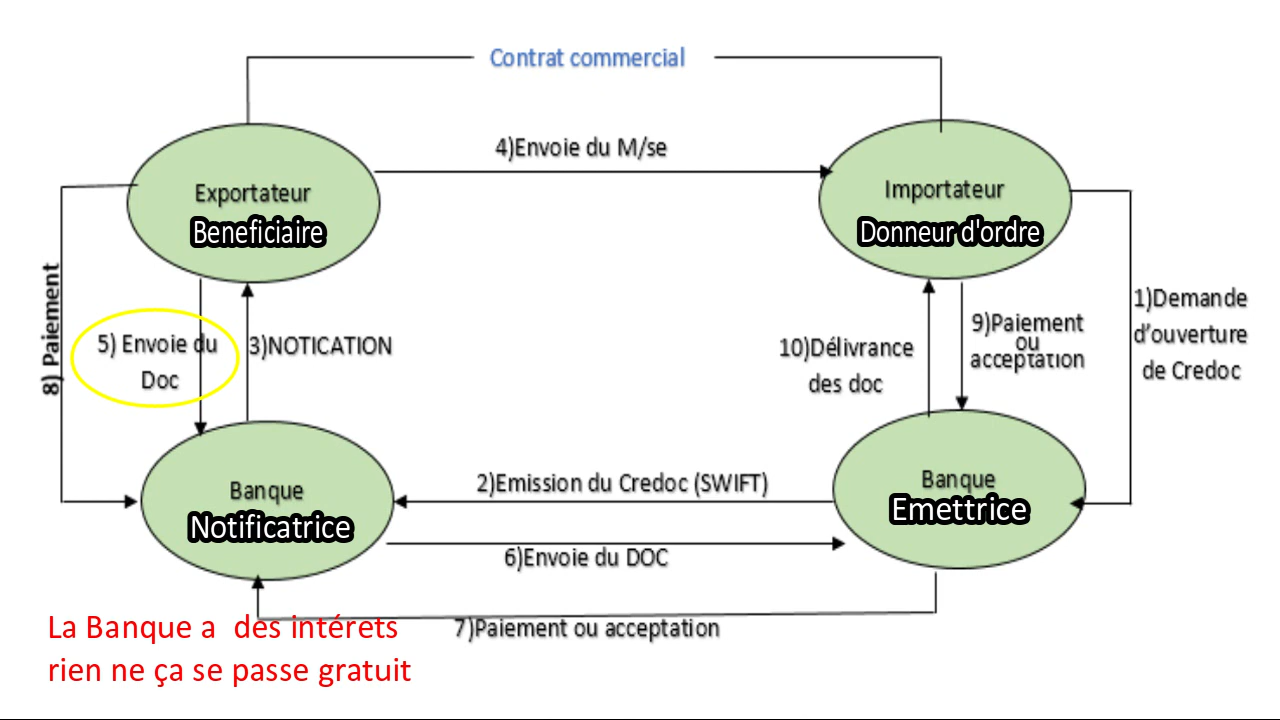 Contrat commercial
4)Envoie du M/se
Exportateur
Beneficiaire
Importateur
Donneur d'ordre
8) Paiement
5) Envoie du
Doc
3)NOTICATION
10)Délivrance
des doc
9)Paiement
ou
acceptation
1)Demande
d'ouverture
de Credoc
Banque
Notificatrice
2)Emission du Credoc (SWIFT)
6)Envoie du DOC
Banque
Emettrice
7)Paiement ou acceptation
La Banque a des intérets
rien ne ça se passe gratuit